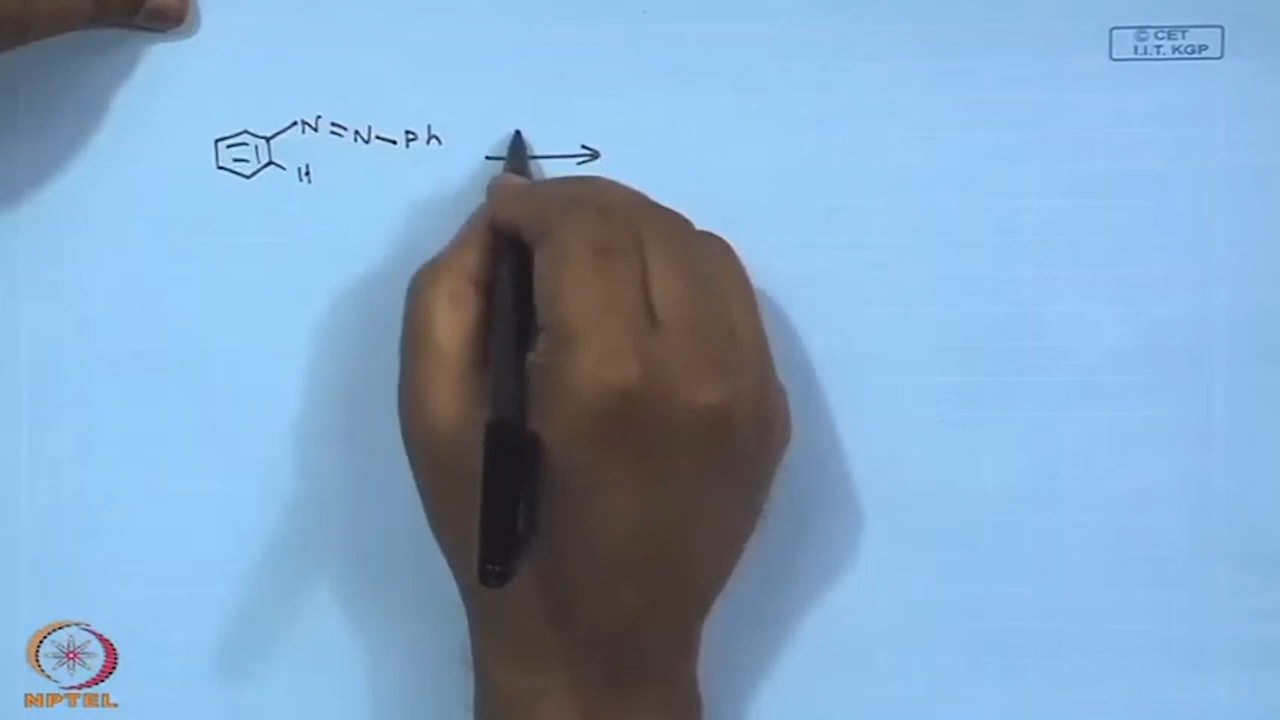 © CET
I.I.T. KGP
N=N-Ph
H
NPTEL